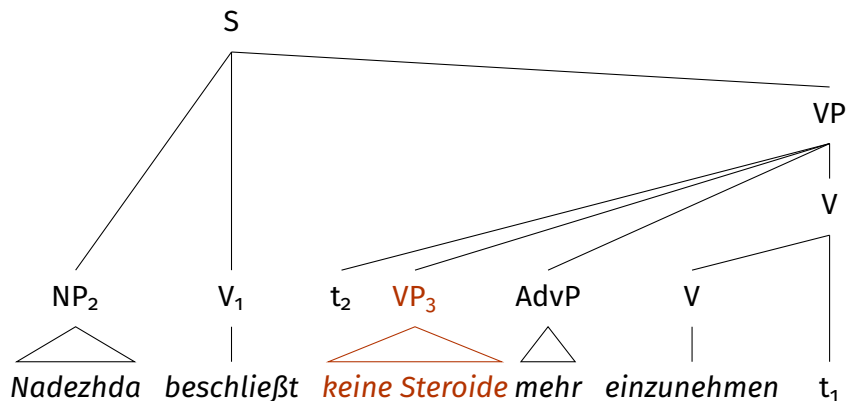 S
VP
V
NP₂ V₁ t₂ VP₃ AdvP V
Nadezhda beschließt keine Steroide mehr einzunehmen t₁